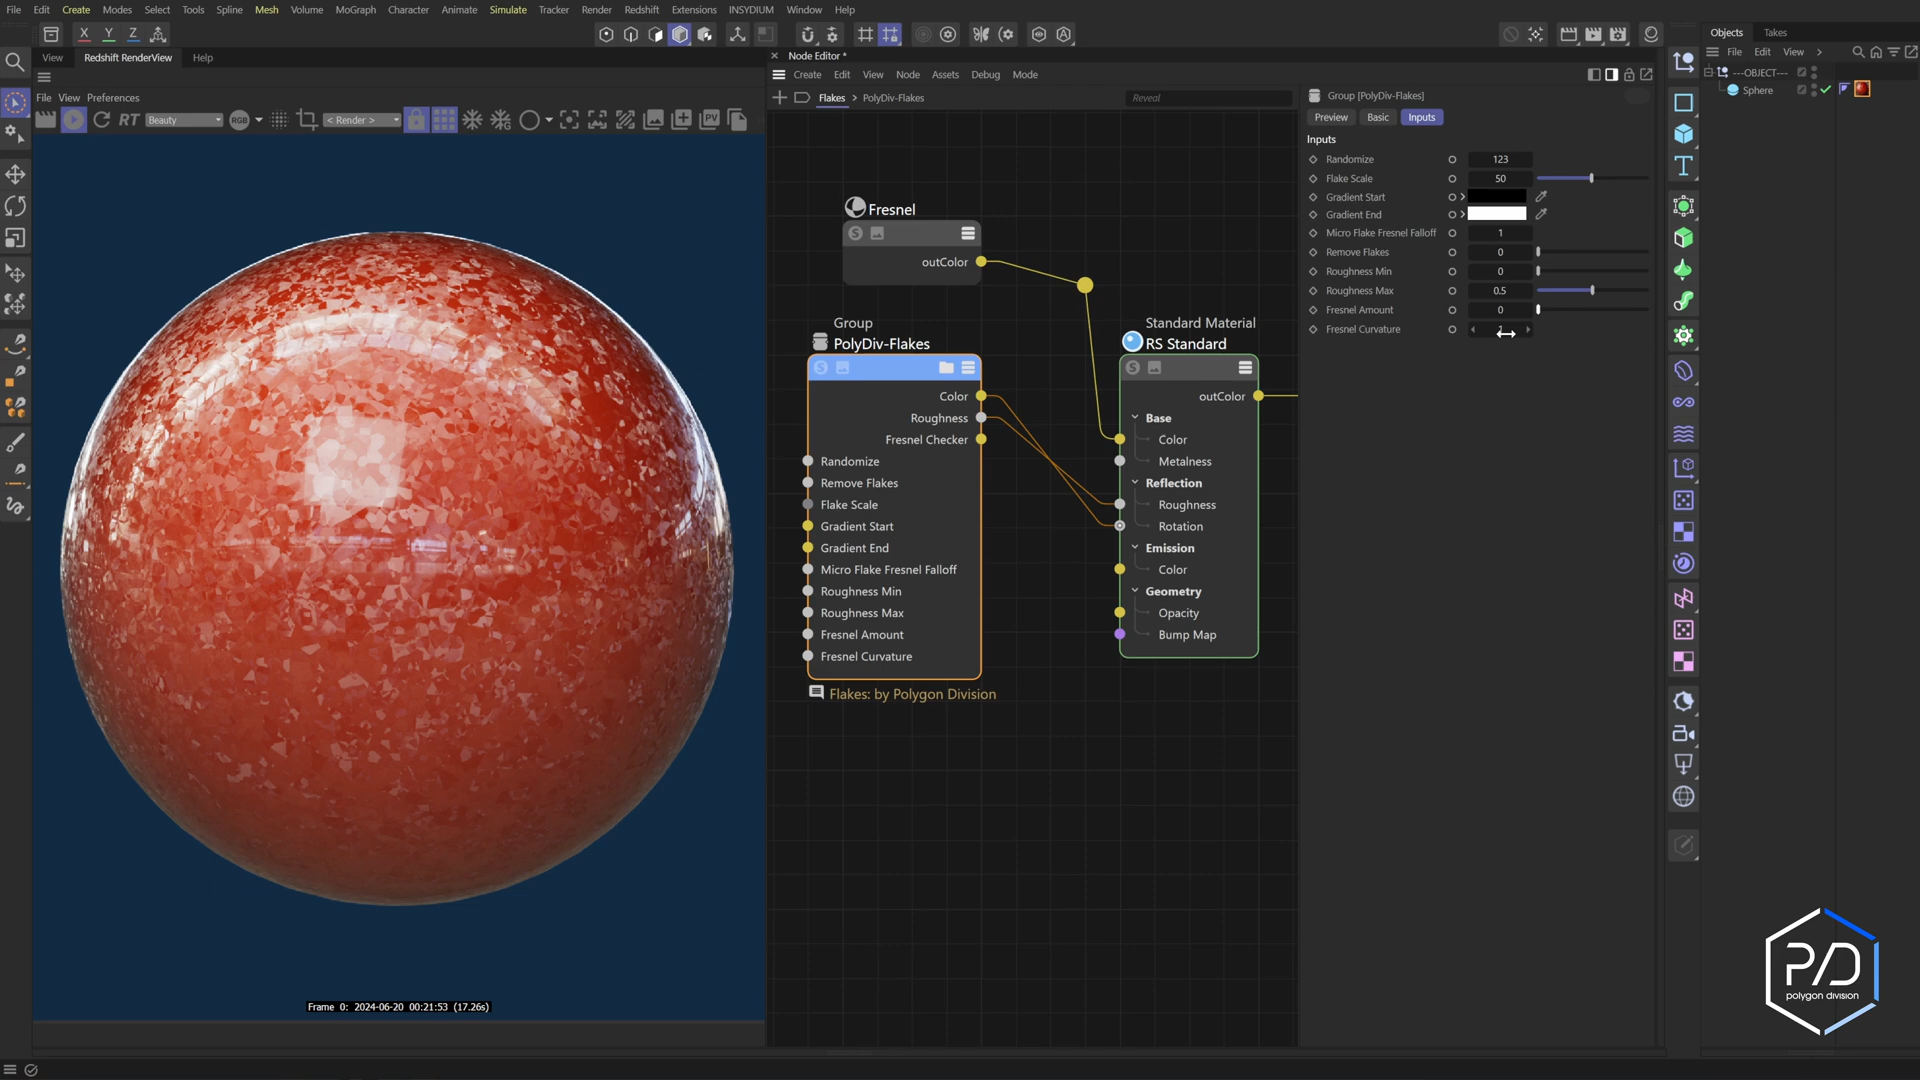 File Edit Create Modes Select Tools Spline Mesh Volume MoGraph Character Animate Simulate Tracker Render Redshift Extensions INSYDIUM Window Help
X Y Z
View Redshift RenderView Help
File View Preferences
RT Beauty RGB < Render > PV
Frame 0: 2024-06-20 00:21:53 (17.26s)
Node Editor *
Create Edit View Node Assets Debug Mode
Flakes > PolyDiv-Flakes
Reveal
Fresnel
S
outColor
Group
PolyDiv-Flakes
S
Color
Roughness
Fresnel Checker
Randomize
Remove Flakes
Flake Scale
Gradient Start
Gradient End
Micro Flake Fresnel Falloff
Roughness Min
Roughness Max
Fresnel Amount
Fresnel Curvature
Flakes: by Polygon Division
Standard Material
RS Standard
S
outColor
Base
Color
Metalness
Reflection
Roughness
Rotation
Emission
Color
Geometry
Opacity
Bump Map
Group [PolyDiv-Flakes]
Preview Basic Inputs
Inputs
Randomize 123
Flake Scale 50
Gradient Start
Gradient End
Micro Flake Fresnel Falloff 1
Remove Flakes 0
Roughness Min 0
Roughness Max 0.5
Fresnel Amount 0
Fresnel Curvature
Objects Takes
File Edit View
---OBJECT---
Sphere
P/D
polygon division